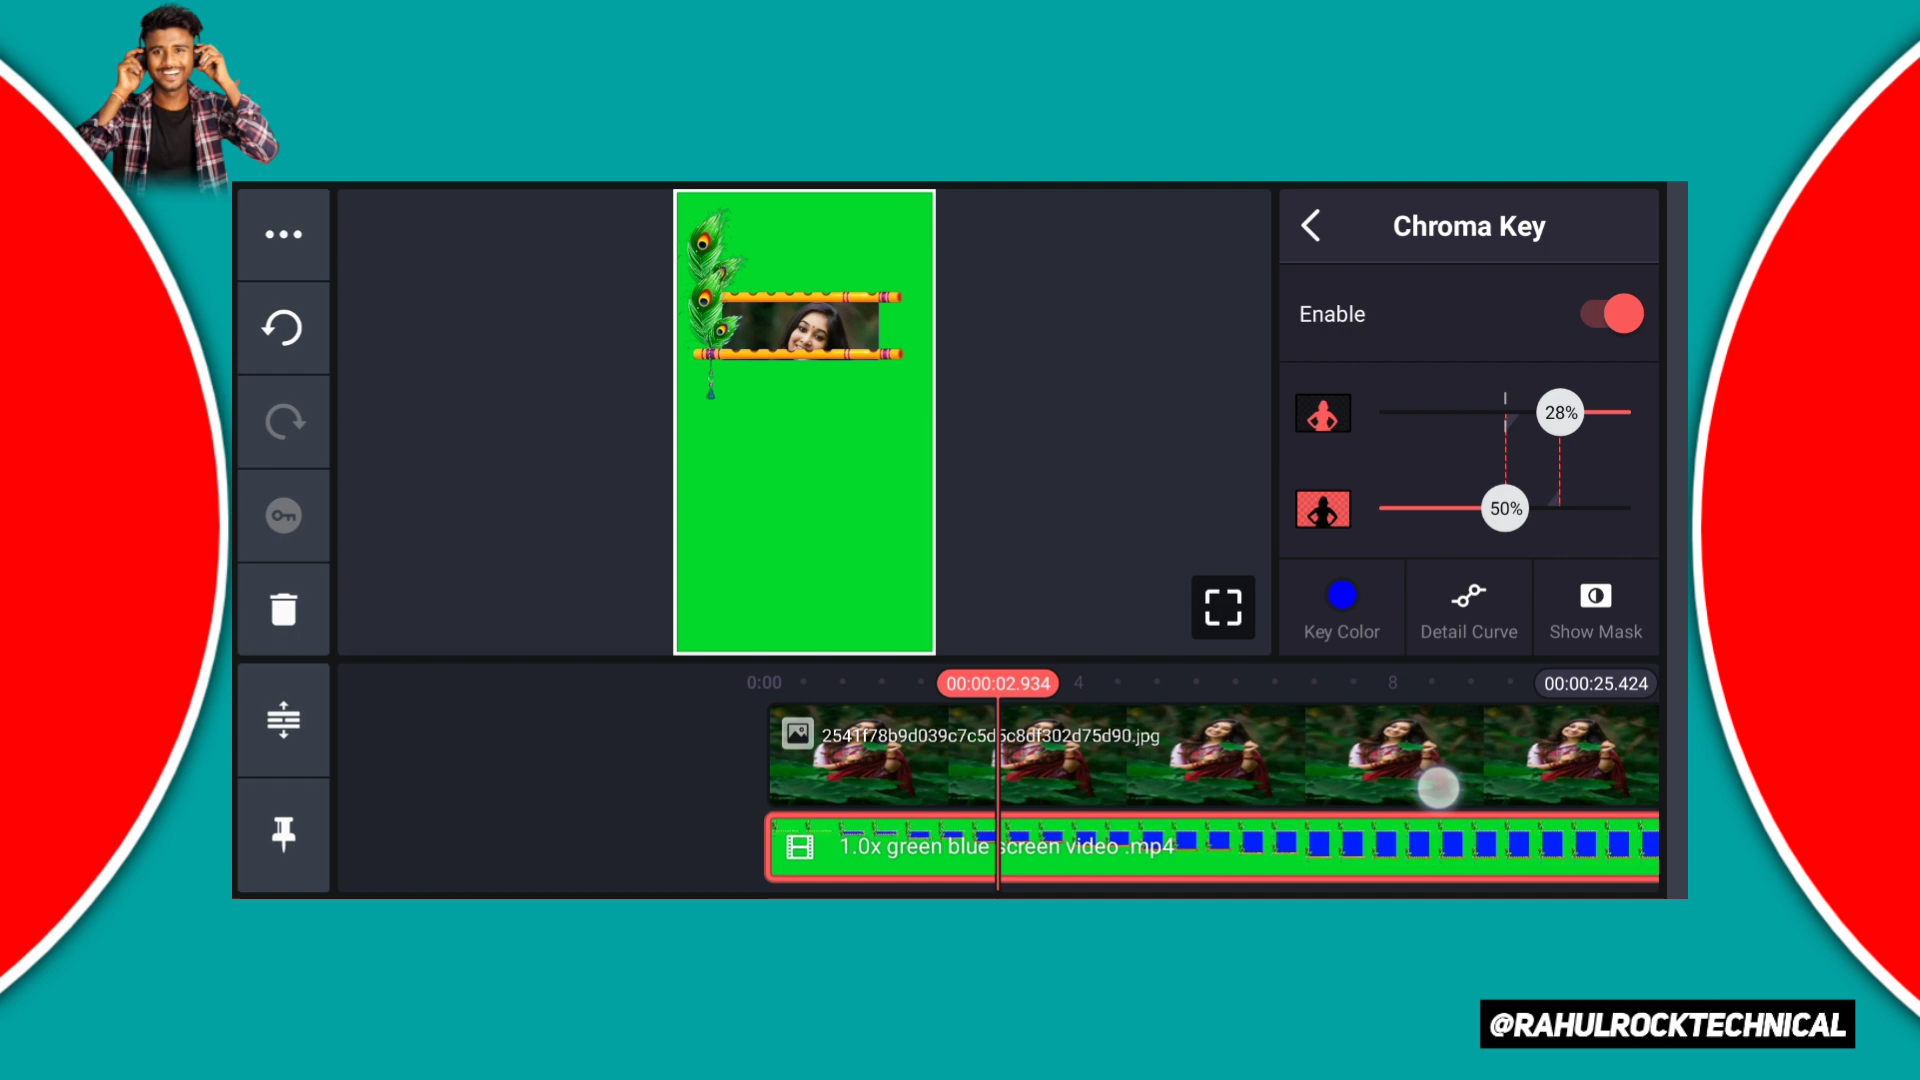 Chroma Key
Enable
28%
50%
Key Color
Detail Curve
Show Mask
0:00
00:00:02.934
4
8
00:00:25.424
2541f78b9d039c7c5d5c8df302d75d90.jpg
1.0x green blue screen video .mp4
@RAHULROCKTECHNICAL